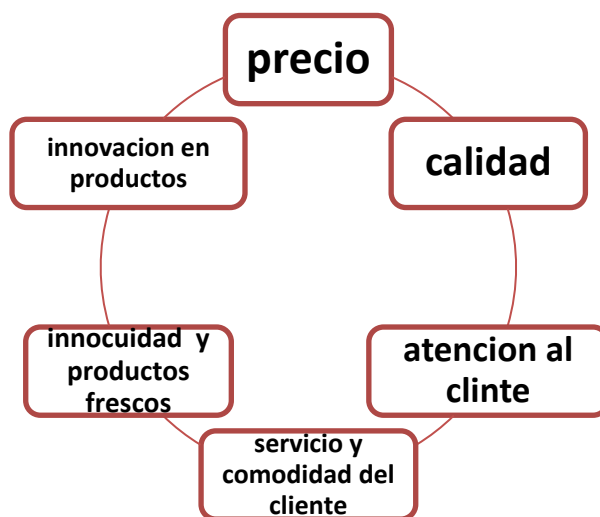 precio
calidad
atencion al
clinte
servicio y
comodidad del
cliente
innocuidad y
productos
frescos
innovacion en
productos